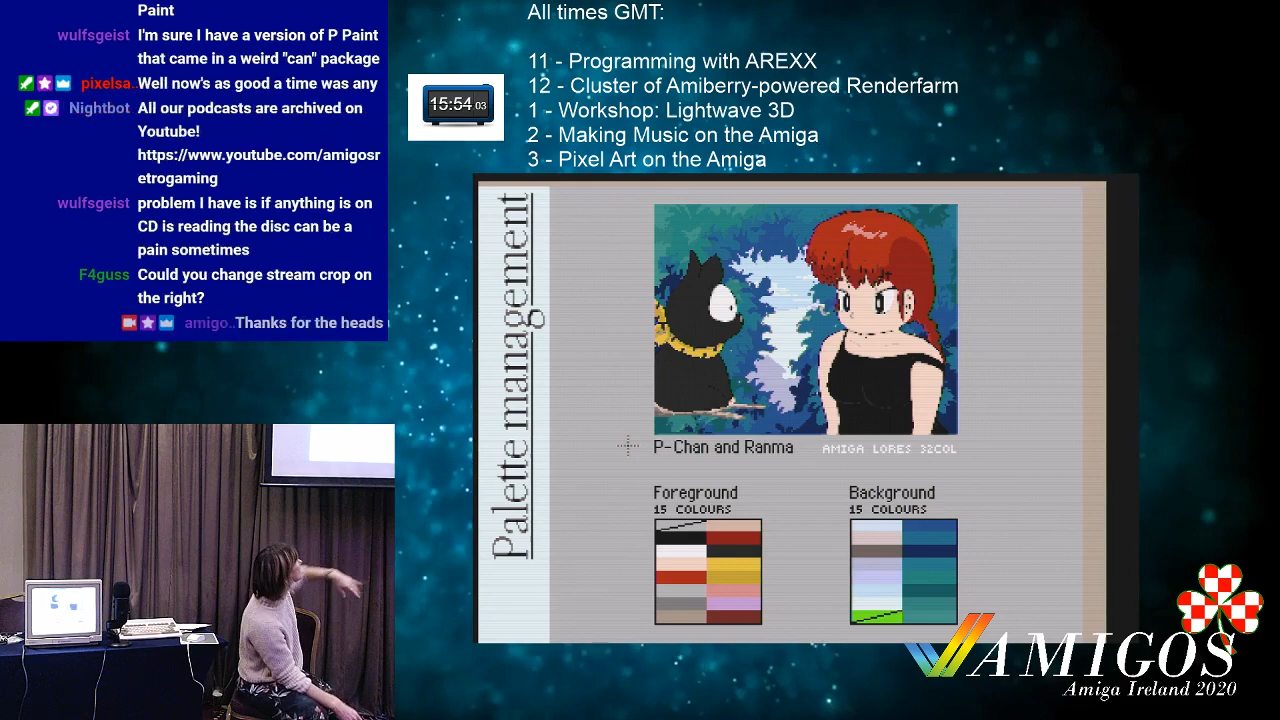 Paint
wulfsgeist I'm sure I have a version of P Paint
that came in a weird "can" package
pixelsa.. Well now's as good a time was any
Nightbot All our podcasts are archived on
Youtube!
https://www.youtube.com/amigosr
etrogaming
wulfsgeist problem I have is if anything is on
CD is reading the disc can be a
pain sometimes
F4guss Could you change stream crop on
the right?
amigo.. Thanks for the heads
15:54 03
All times GMT:
11 - Programming with AREXX
12 - Cluster of Amiberry-powered Renderfarm
1 - Workshop: Lightwave 3D
2 - Making Music on the Amiga
3 - Pixel Art on the Amiga
Palette management
P-Chan and Ranma AMIGA LORES 32COL
Foreground
15 COLOURS
Background
15 COLOURS
AMIGOS
Amiga Ireland 2020